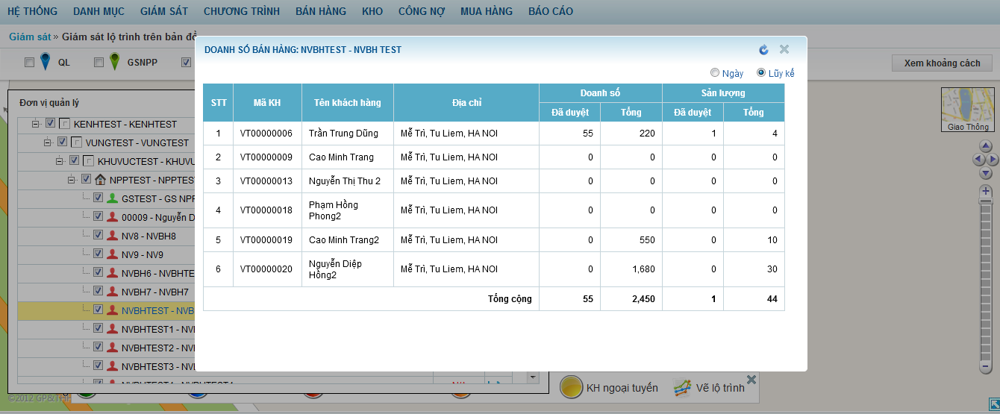 HỆ THỐNG DANH MỤC GIÁM SÁT CHƯƠNG TRÌNH BÁN HÀNG KHO CÔNG NỢ MUA HÀNG BÁO CÁO
Giám sát » Giám sát lộ trình trên bản đồ
QL GSNPP Xem khoảng cách
DOANH SỐ BÁN HÀNG: NVBHTEST - NVBH TEST
Ngày Lũy kế
STT Mã KH Tên khách hàng Địa chỉ Doanh số Sản lượng
Đã duyệt Tổng Đã duyệt Tổng
1 VT00000006 Trần Trung Dũng Mễ Trì, Tu Liem, HA NOI 55 220 1 4
2 VT00000009 Cao Minh Trang Mễ Trì, Tu Liem, HA NOI 0 0 0 0
3 VT00000013 Nguyễn Thị Thu 2 Mễ Trì, Tu Liem, HA NOI 0 0 0 0
4 VT00000018 Phạm Hồng Phong2 Mễ Trì, Tu Liem, HA NOI 0 0 0 0
5 VT00000019 Cao Minh Trang2 Mễ Trì, Tu Liem, HA NOI 0 550 0 10
6 VT00000020 Nguyễn Diệp Hồng2 Mễ Trì, Tu Liem, HA NOI 0 1,680 0 30
Tổng cộng 55 2,450 1 44
Đơn vị quản lý
KENHTEST - KENHTEST
VUNGTEST - VUNGTEST
KHUVUCTEST - KHUVU
NPPTEST - NPPTEST
GSTEST - GS NPP
00009 - Nguyễn D
NV8 - NVBH8
NV9 - NV9
NVBH6 - NVBHTE
NVBH7 - NVBH7
NVBHTEST - NVB
NVBHTEST1 - NVB
NVBHTEST2 - NVB
NVBHTEST3 - NVB
Giao Thông
KH ngoại tuyến Vẽ lộ trình
©2012